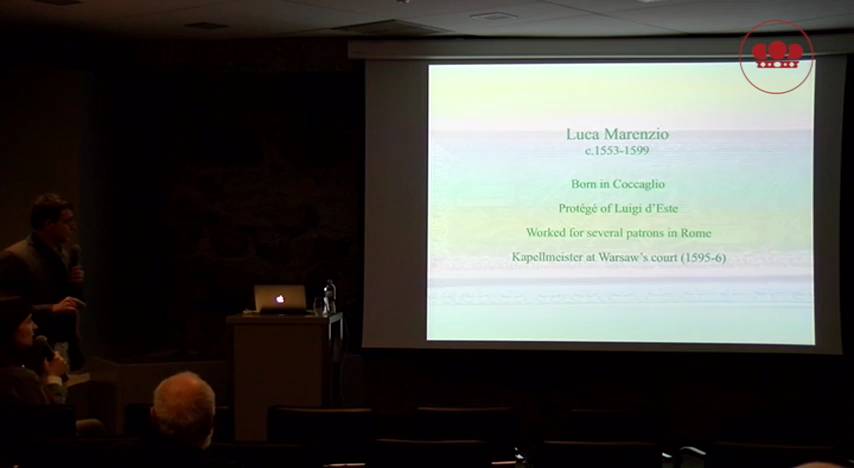 Luca Marenzio
c.1553-1599
Born in Coccaglio
Protégé of Luigi d’Este
Worked for several patrons in Rome
Kapellmeister at Warsaw’s court (1595-6)